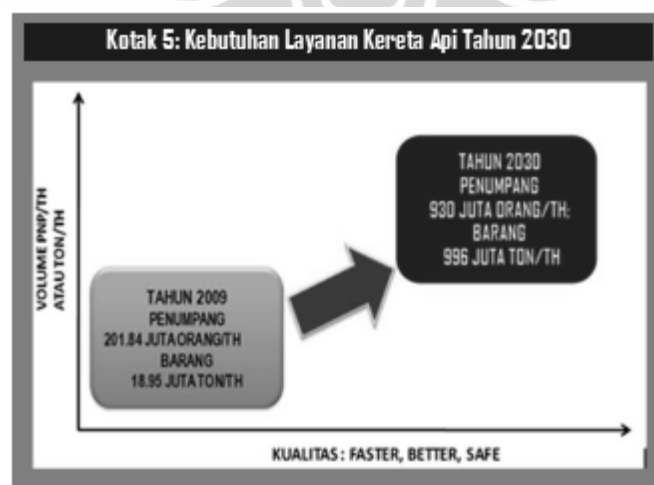 Kotak 5: Kebutuhan Layanan Kereta Api Tahun 2030
VOLUME PNP/TH
ATAU TON/TH
TAHUN 2030
PENUMPANG
930 JUTA ORANG/TH;
BARANG
996 JUTA TON/TH
TAHUN 2009
PENUMPANG
201.84 JUTA ORANG/TH
BARANG
18.95 JUTA TON/TH
KUALITAS : FASTER, BETTER, SAFE